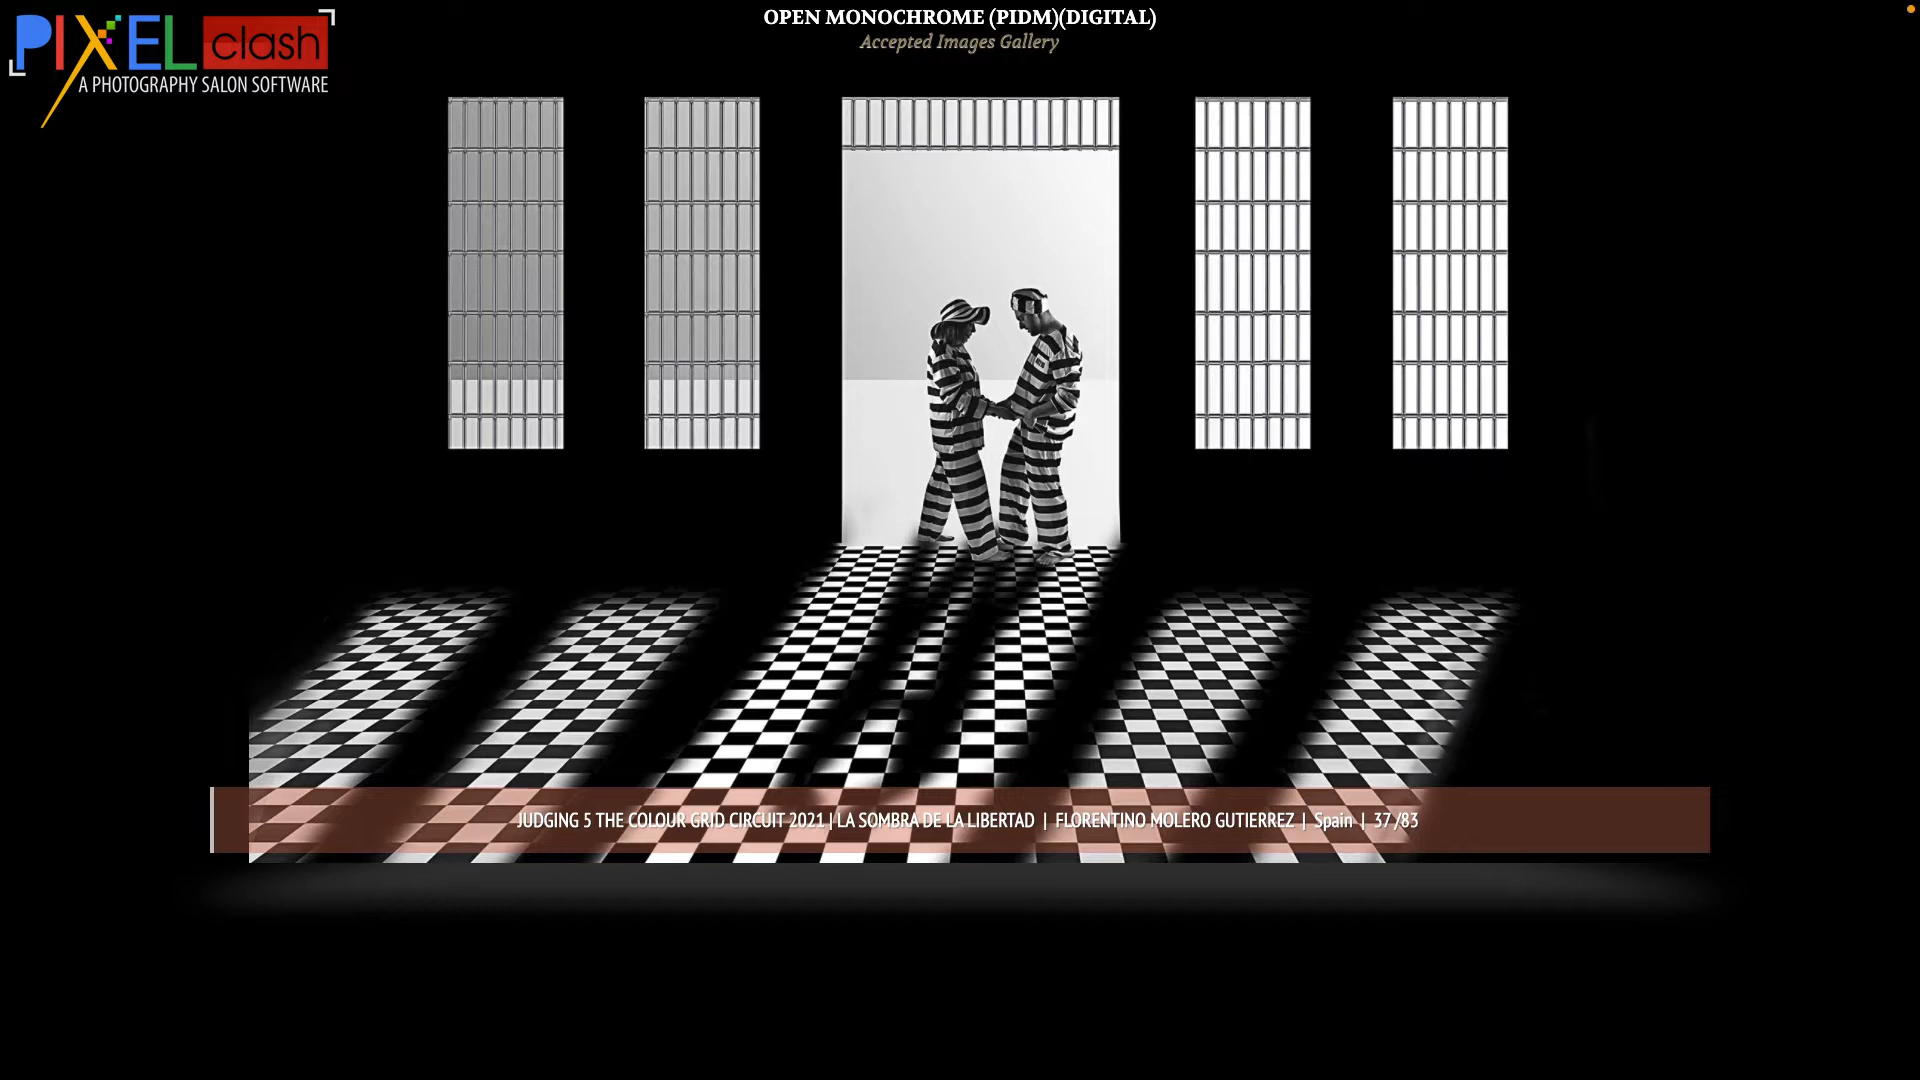 PIXEL clash
A PHOTOGRAPHY SALON SOFTWARE
OPEN MONOCHROME (PIDM)(DIGITAL)
Accepted Images Gallery
JUDGING 5 THE COLOUR GRID CIRCUIT 2021 | LA SOMBRA DE LA LIBERTAD | FLORENTINO MOLERO GUTIERREZ | Spain | 37 /83